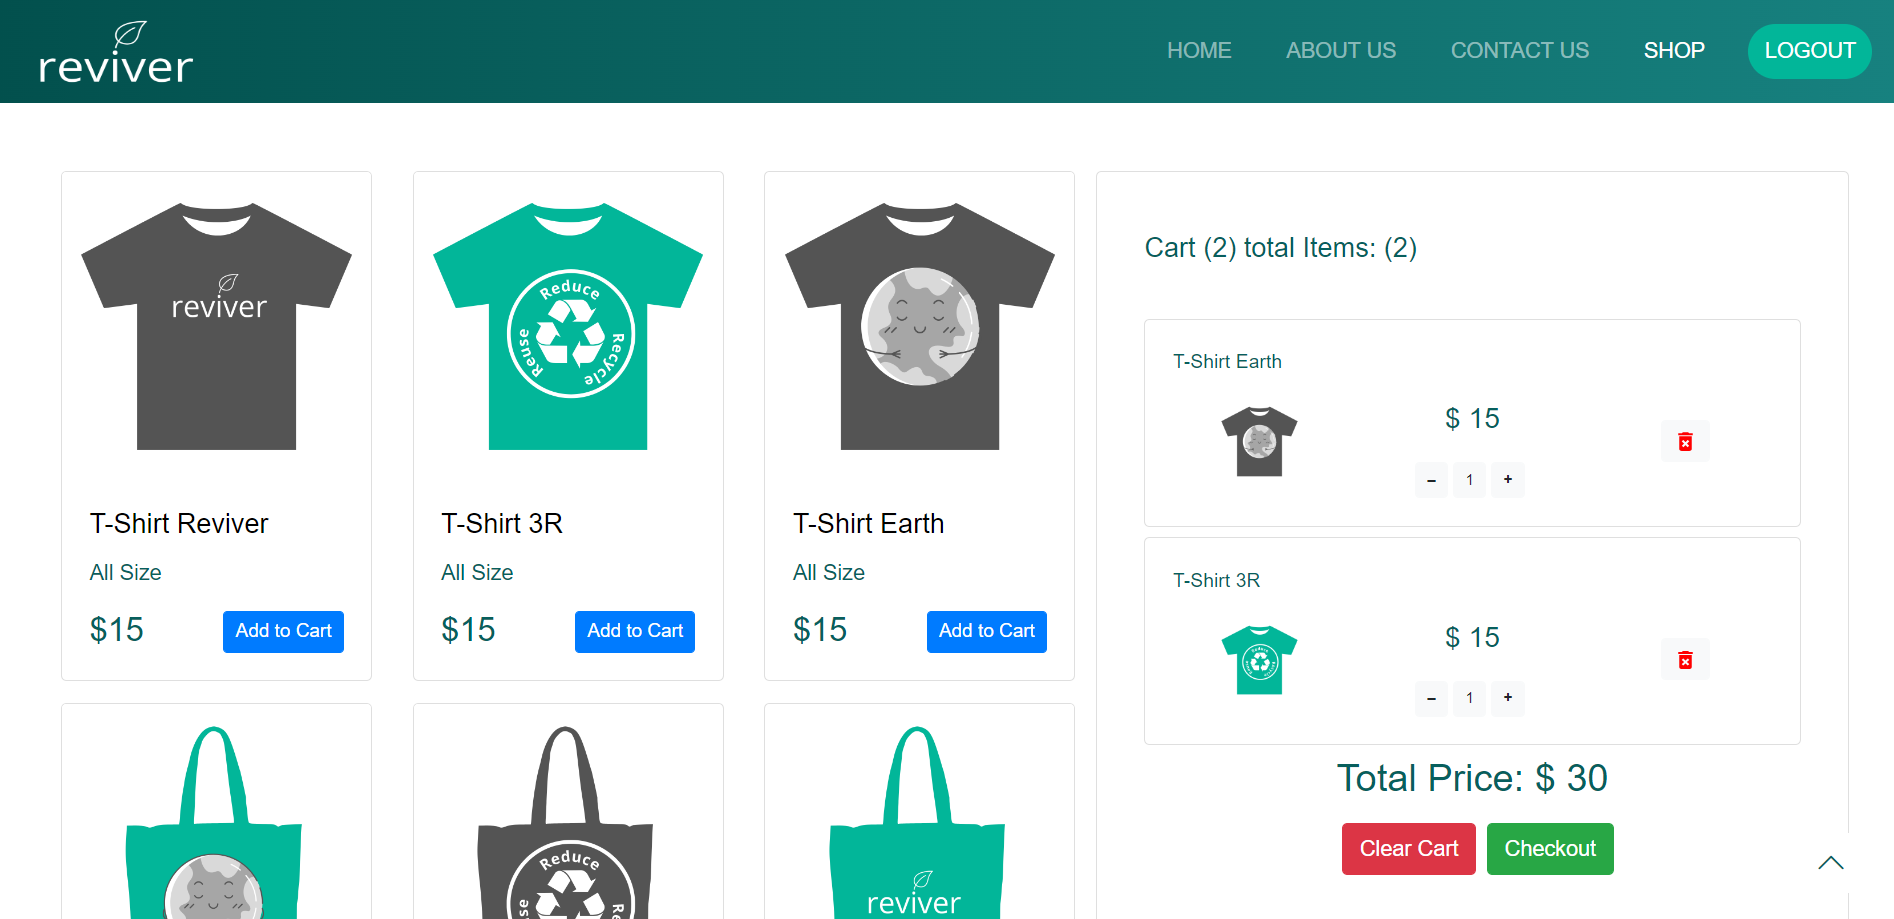 reviver
HOME ABOUT US CONTACT US SHOP LOGOUT
reviver
T-Shirt Reviver
All Size
$15 Add to Cart
Reduce
Reuse
Recycle
T-Shirt 3R
All Size
$15 Add to Cart
T-Shirt Earth
All Size
$15 Add to Cart
Reduce
reviver
Cart (2) total Items: (2)
T-Shirt Earth
$ 15
– 1 +
T-Shirt 3R
$ 15
– 1 +
Total Price: $ 30
Clear Cart Checkout